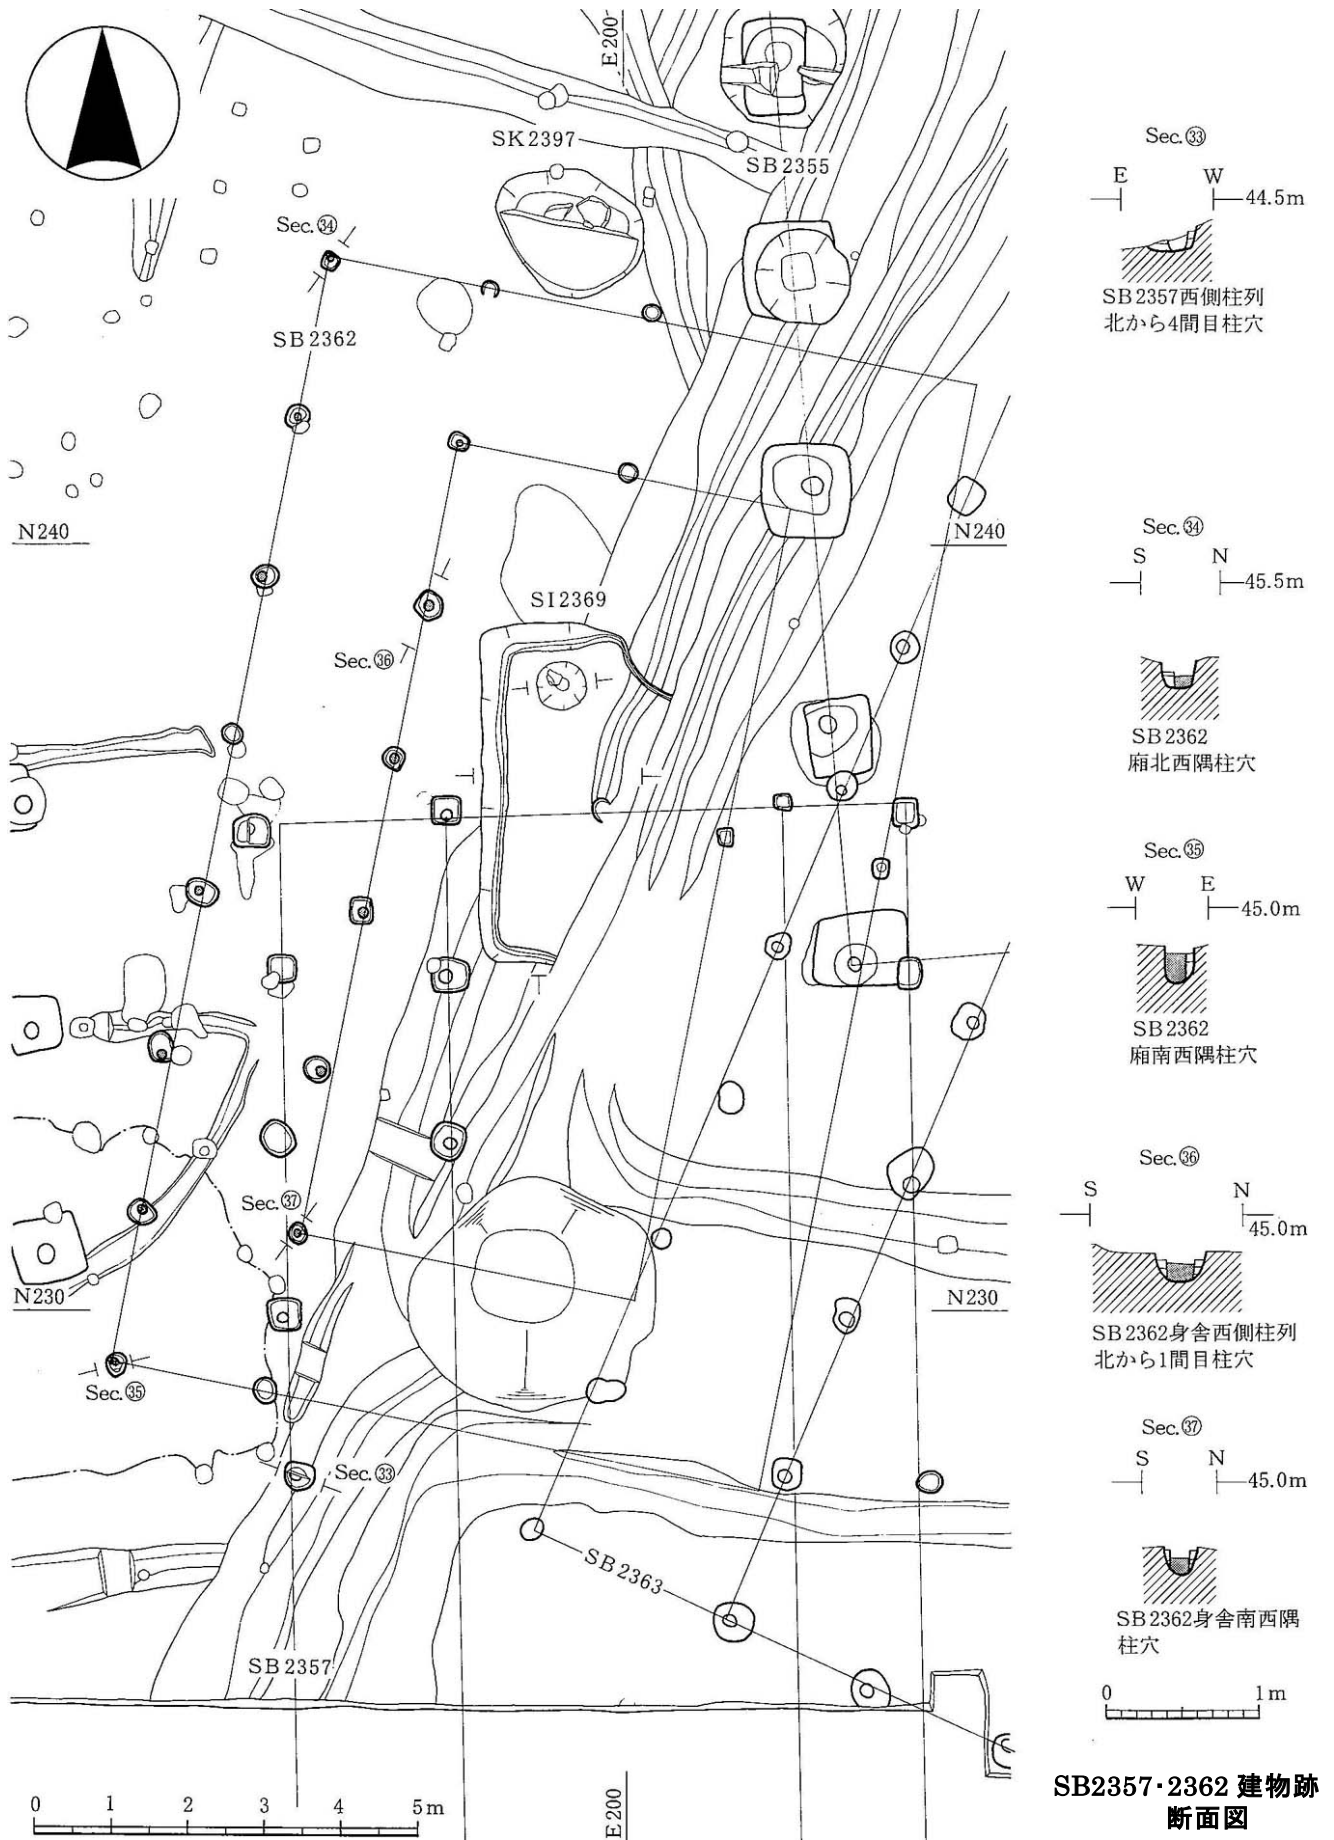 E200
SK2397
SB2355
Sec.㉞
SB2362
N240
N240
SI2369
Sec.㊱
Sec.㊲
N230
N230
Sec.㉟
Sec.㉝
SB2363
SB2357
0 1 2 3 4 5m
E200
Sec.㉝
E W
44.5m
SB2357西側柱列
北から4間目柱穴
Sec.㉞
S N
45.5m
SB2362
廂北西隅柱穴
Sec.㉟
W E
45.0m
SB2362
廂南西隅柱穴
Sec.㊱
S N
45.0m
SB2362身舎西側柱列
北から1間目柱穴
Sec.㊲
S N
45.0m
SB2362身舎南西隅
柱穴
0 1m
SB2357・2362 建物跡
断面図